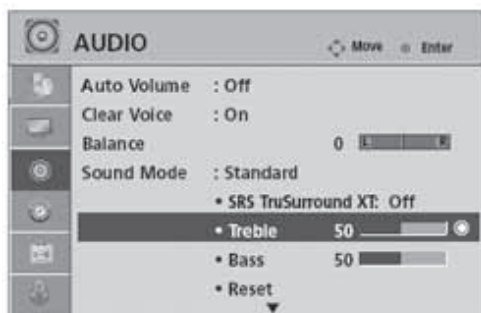 AUDIO Move Enter
Auto Volume : Off
Clear Voice : On
Balance 0 L R
Sound Mode : Standard
• SRS TruSurround XT: Off
• Treble 50
• Bass 50
• Reset